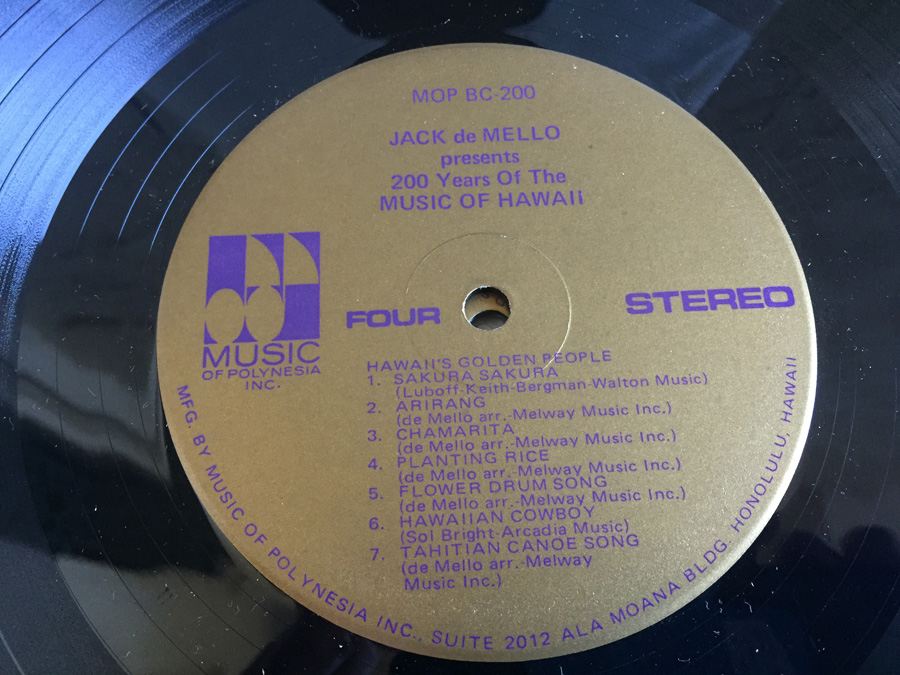 MOP BC-200
JACK de MELLO
presents
200 Years Of The
MUSIC OF HAWAII
MUSIC
OF POLYNESIA
INC.
FOUR
STEREO
HAWAII'S GOLDEN PEOPLE
1. SAKURA SAKURA
(Luboff-Keith-Bergman-Walton Music)
2. ARIRANG
(de Mello arr.-Melway Music Inc.)
3. CHAMARITA
(de Mello arr.-Melway Music Inc.)
4. PLANTING RICE
(de Mello arr.-Melway Music Inc.)
5. FLOWER DRUM SONG
(de Mello arr.-Melway Music Inc.)
6. HAWAIIAN COWBOY
(Sol Bright-Arcadia Music)
7. TAHITIAN CANOE SONG
(de Mello arr.-Melway
Music Inc.)
MFG. BY MUSIC OF POLYNESIA INC., SUITE 2012 ALA MOANA BLDG. HONOLULU, HAWAII